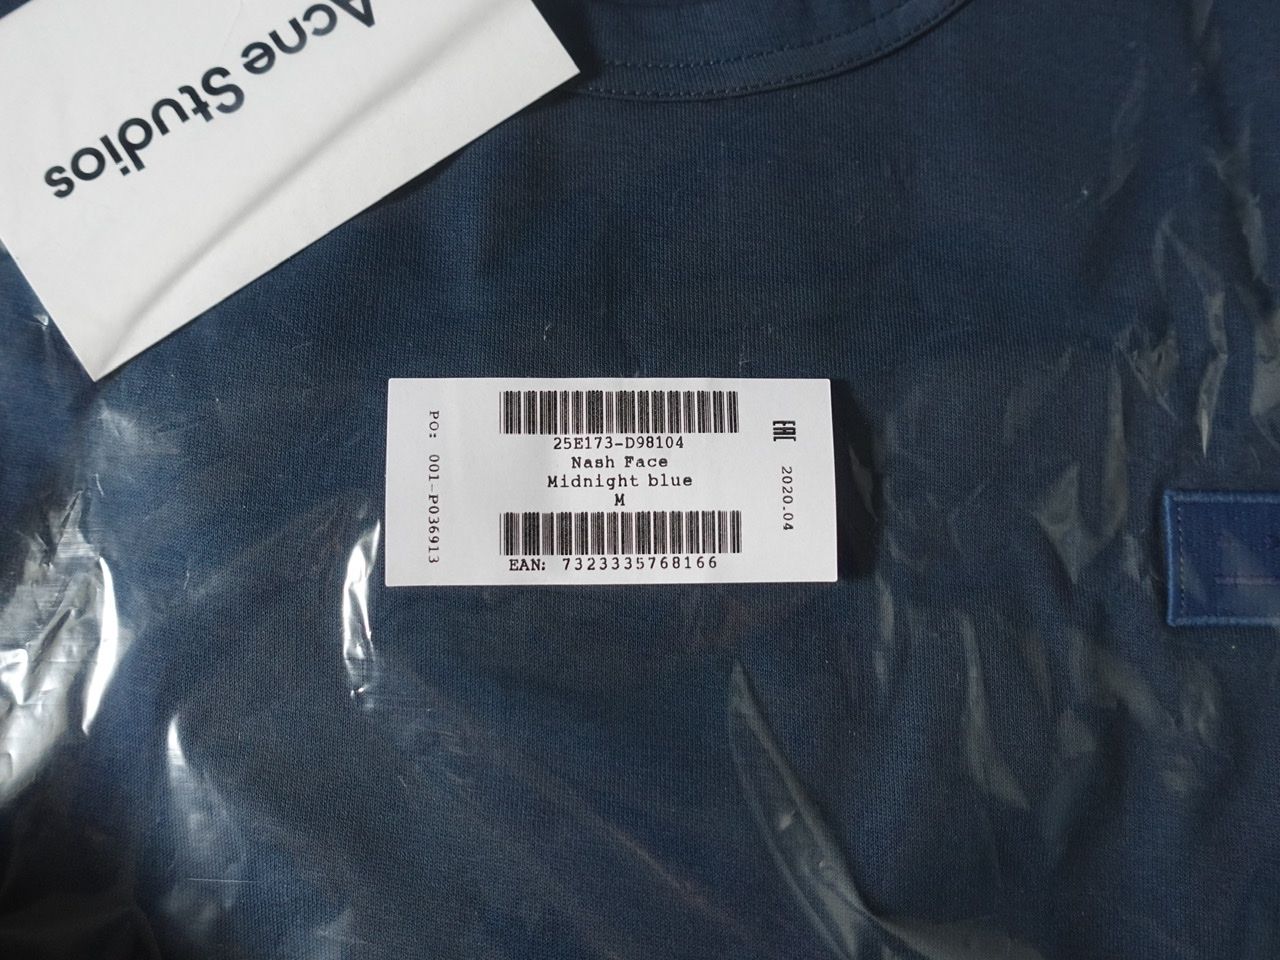 Acne Studios
25E173-D98104
Nash Face
Midnight blue
M
EAN: 7323335768166
PO: 001-P036913
EAC
2020.04